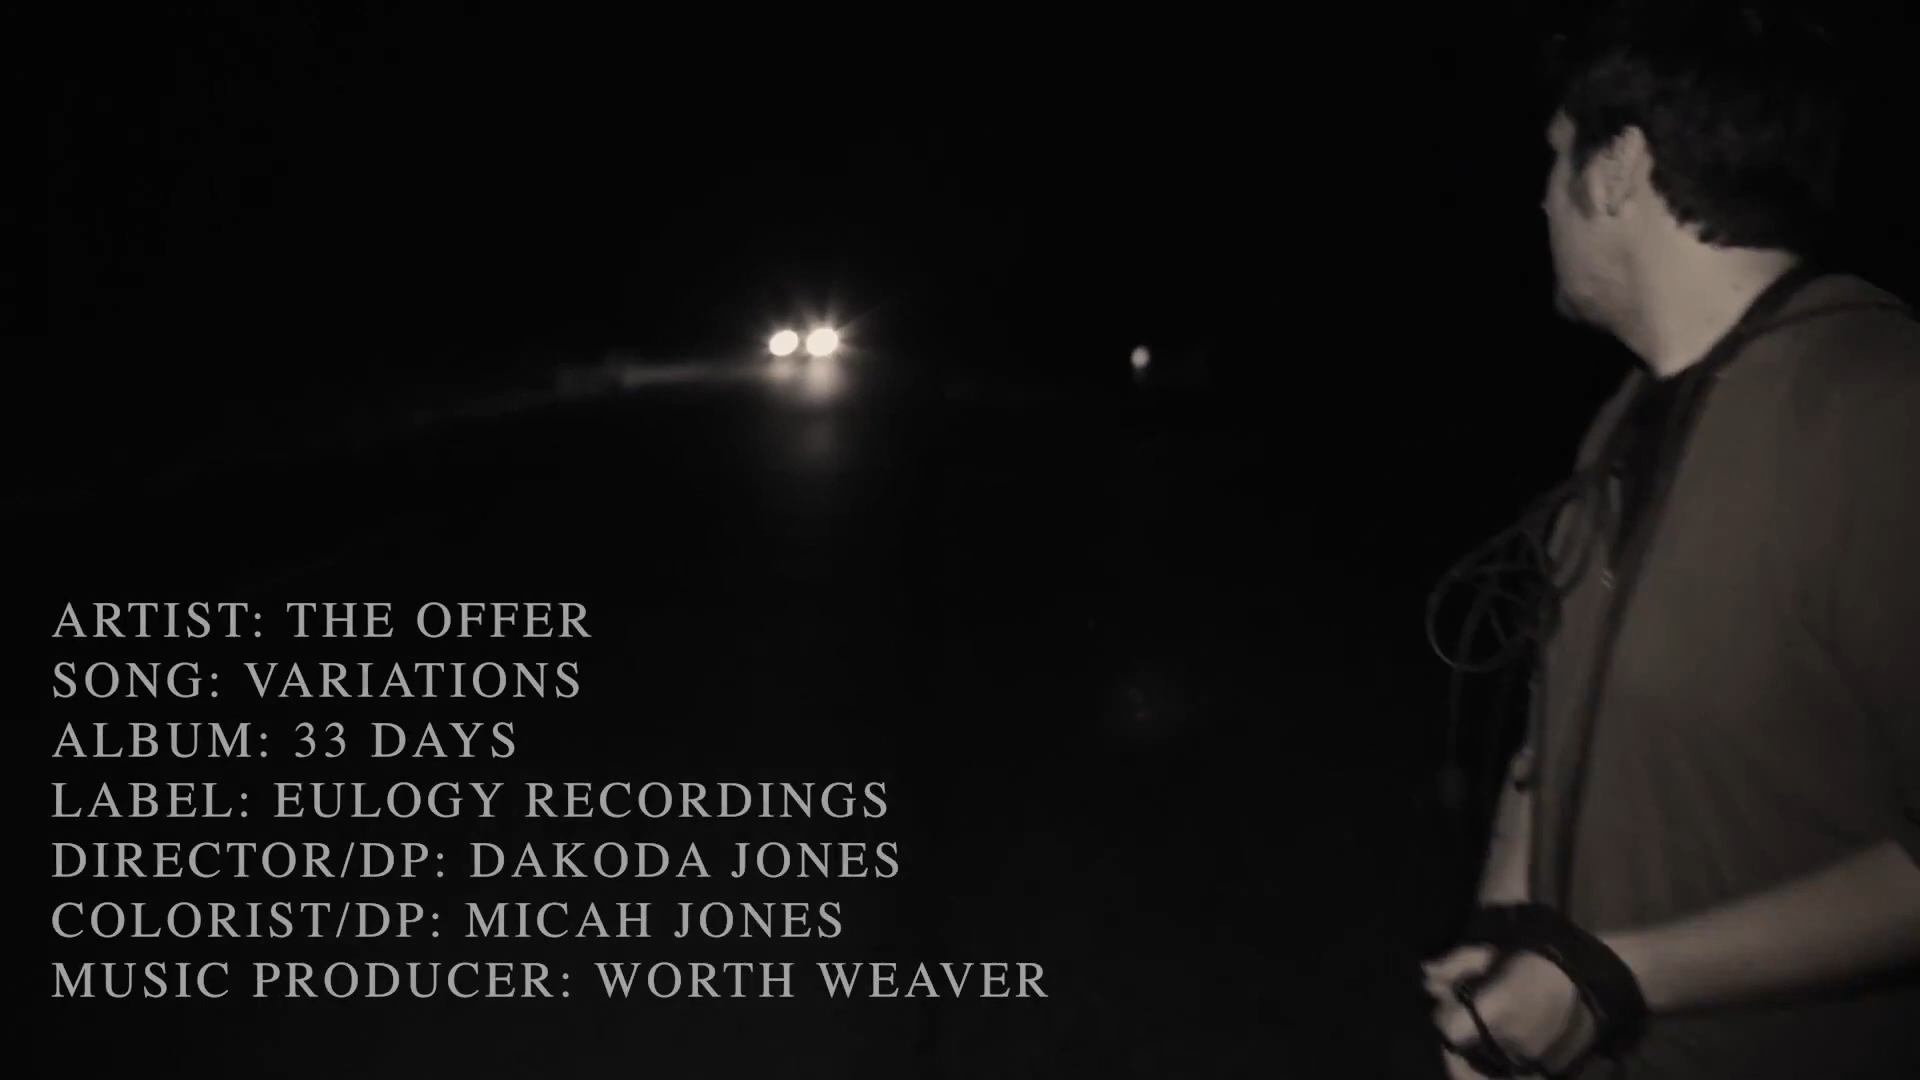 ARTIST: THE OFFER
SONG: VARIATIONS
ALBUM: 33 DAYS
LABEL: EULOGY RECORDINGS
DIRECTOR/DP: DAKODA JONES
COLORIST/DP: MICAH JONES
MUSIC PRODUCER: WORTH WEAVER